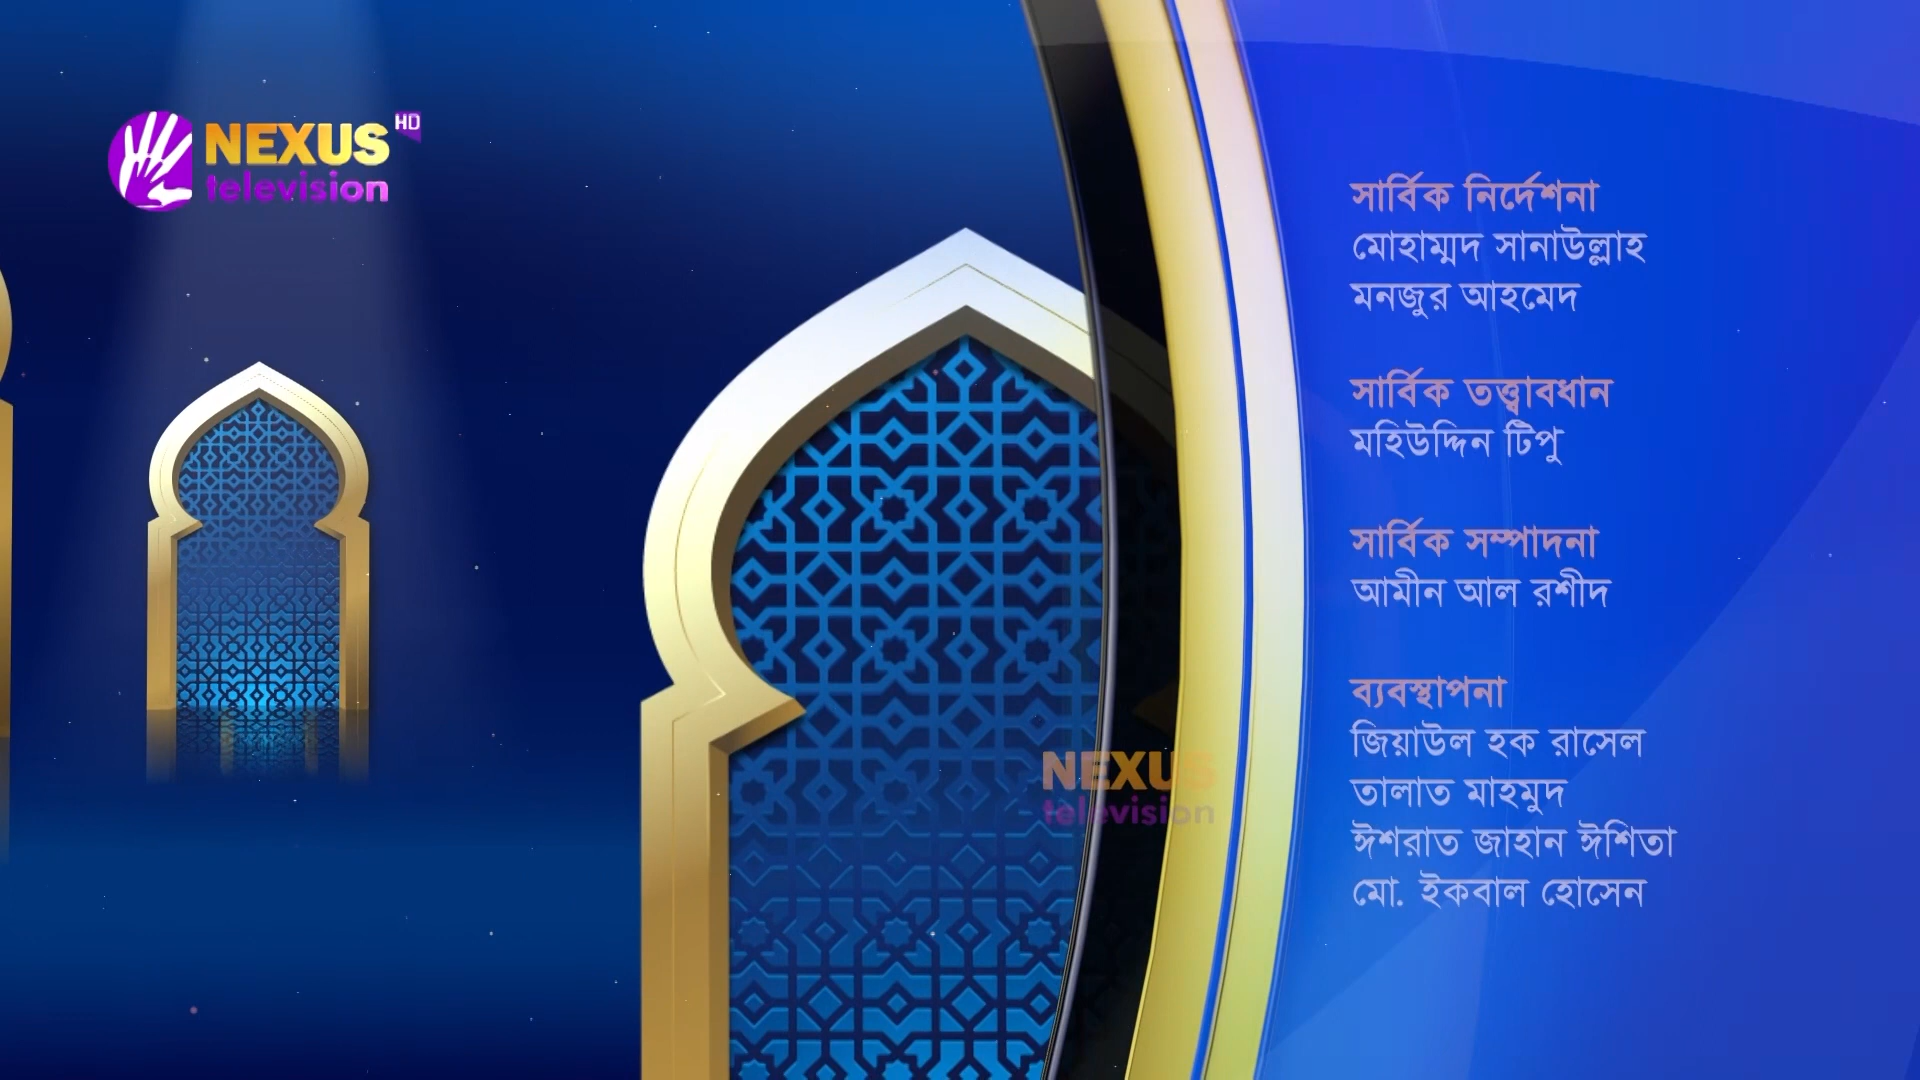 NEXUS HD
television
সার্বিক নির্দেশনা
মোহাম্মদ সানাউল্লাহ
মনজুর আহমেদ
সার্বিক তত্ত্বাবধান
মহিউদ্দিন টিপু
সার্বিক সম্পাদনা
আমীন আল রশীদ
ব্যবস্থাপনা
জিয়াউল হক রাসেল
তালাত মাহমুদ
ঈশরাত জাহান ঈশিতা
মো. ইকবাল হোসেন
NEXUS
television